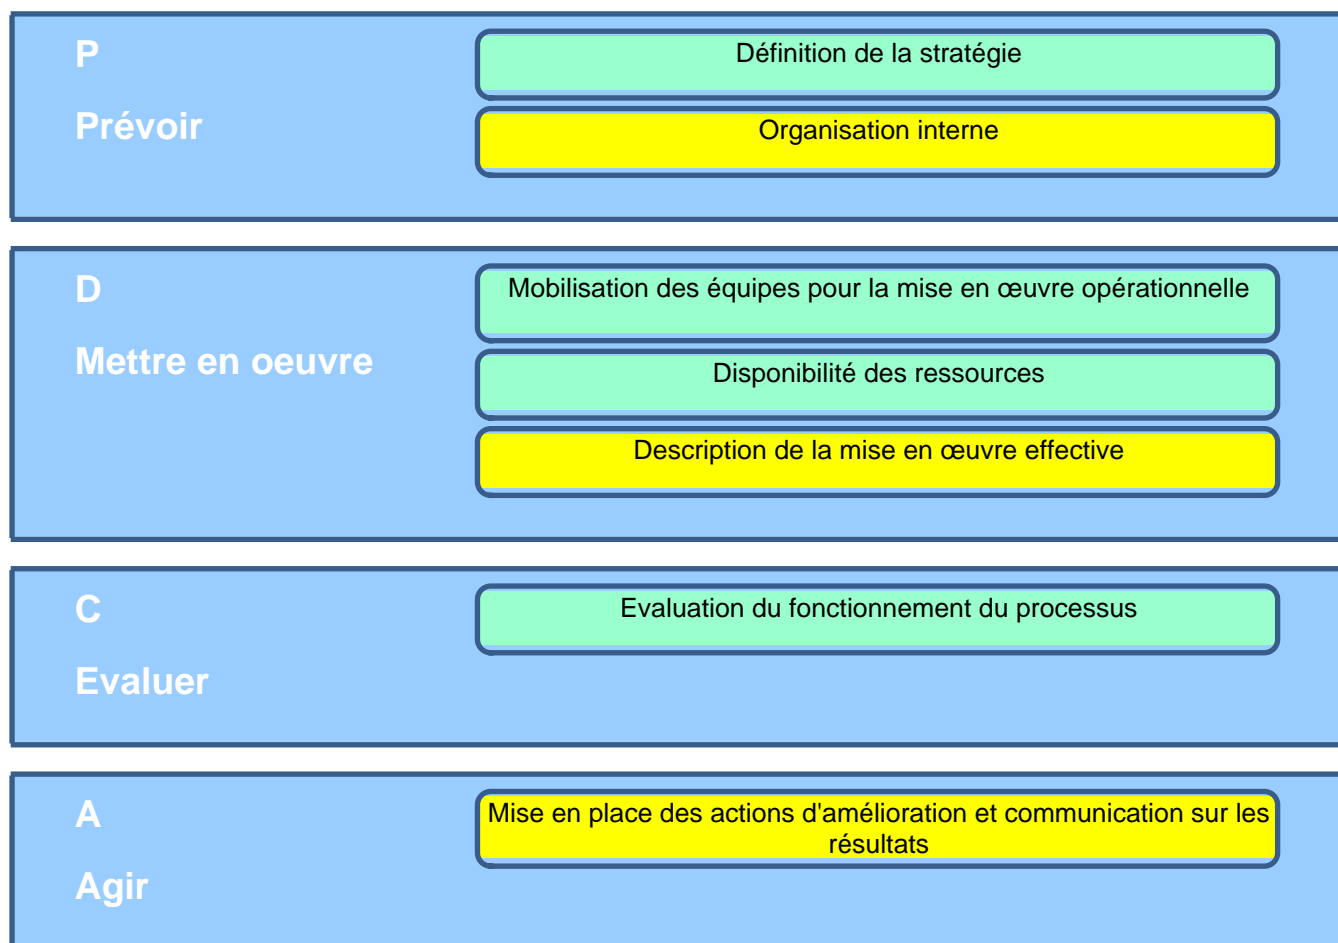 P
Définition de la stratégie
Prévoir
Organisation interne
D
Mobilisation des équipes pour la mise en œuvre opérationnelle
Mettre en oeuvre
Disponibilité des ressources
Description de la mise en œuvre effective
C
Evaluation du fonctionnement du processus
Evaluer
A
Mise en place des actions d'amélioration et communication sur les
résultats
Agir